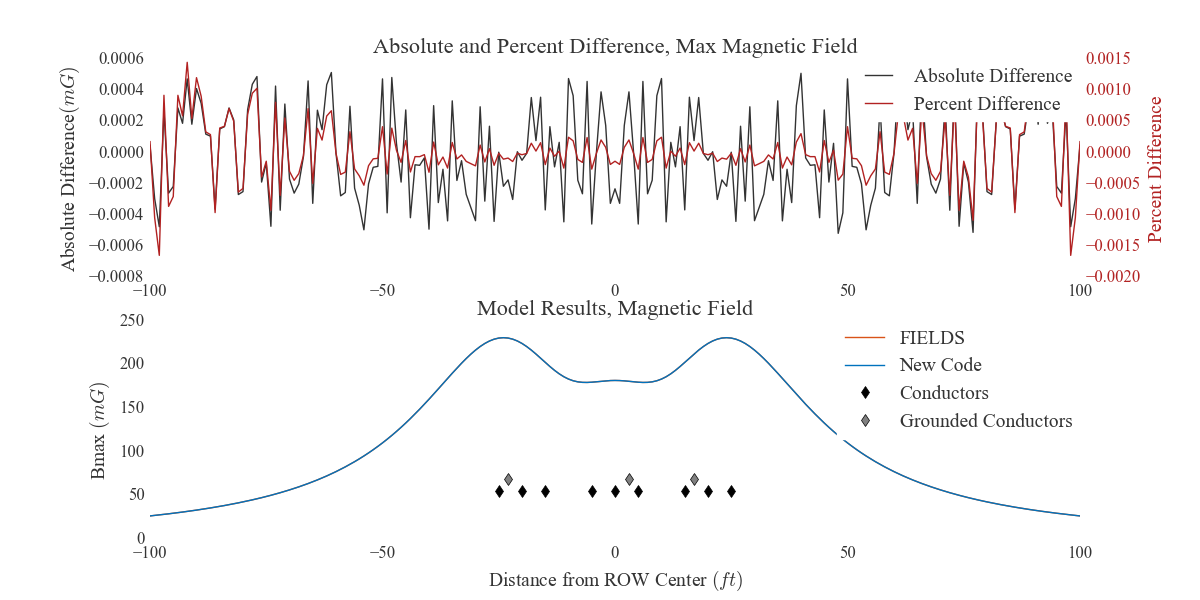 Absolute and Percent Difference, Max Magnetic Field
0.0006
0.0004
0.0002
0.0000
−0.0002
−0.0004
−0.0006
−0.0008
Absolute Difference(mG)
Absolute Difference
Percent Difference
0.0015
0.0010
0.0005
0.0000
−0.0005
−0.0010
−0.0015
−0.0020
Percent Difference
−100 −50 0 50 100
Model Results, Magnetic Field
250
200
150
100
50
0
Bmax (mG)
FIELDS
New Code
Conductors
Grounded Conductors
−100 −50 0 50 100
Distance from ROW Center (ft)